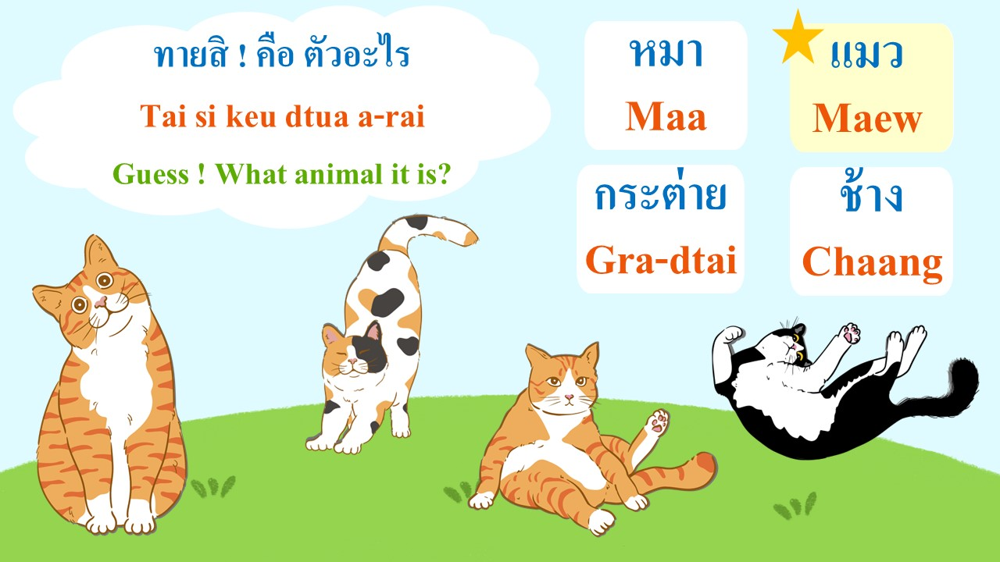 ทายสิ ! คือ ตัวอะไร
Tai si keu dtua a-rai
Guess ! What animal it is?
หมา
Maa
แมว
Maew
กระต่าย
Gra-dtai
ช้าง
Chaang